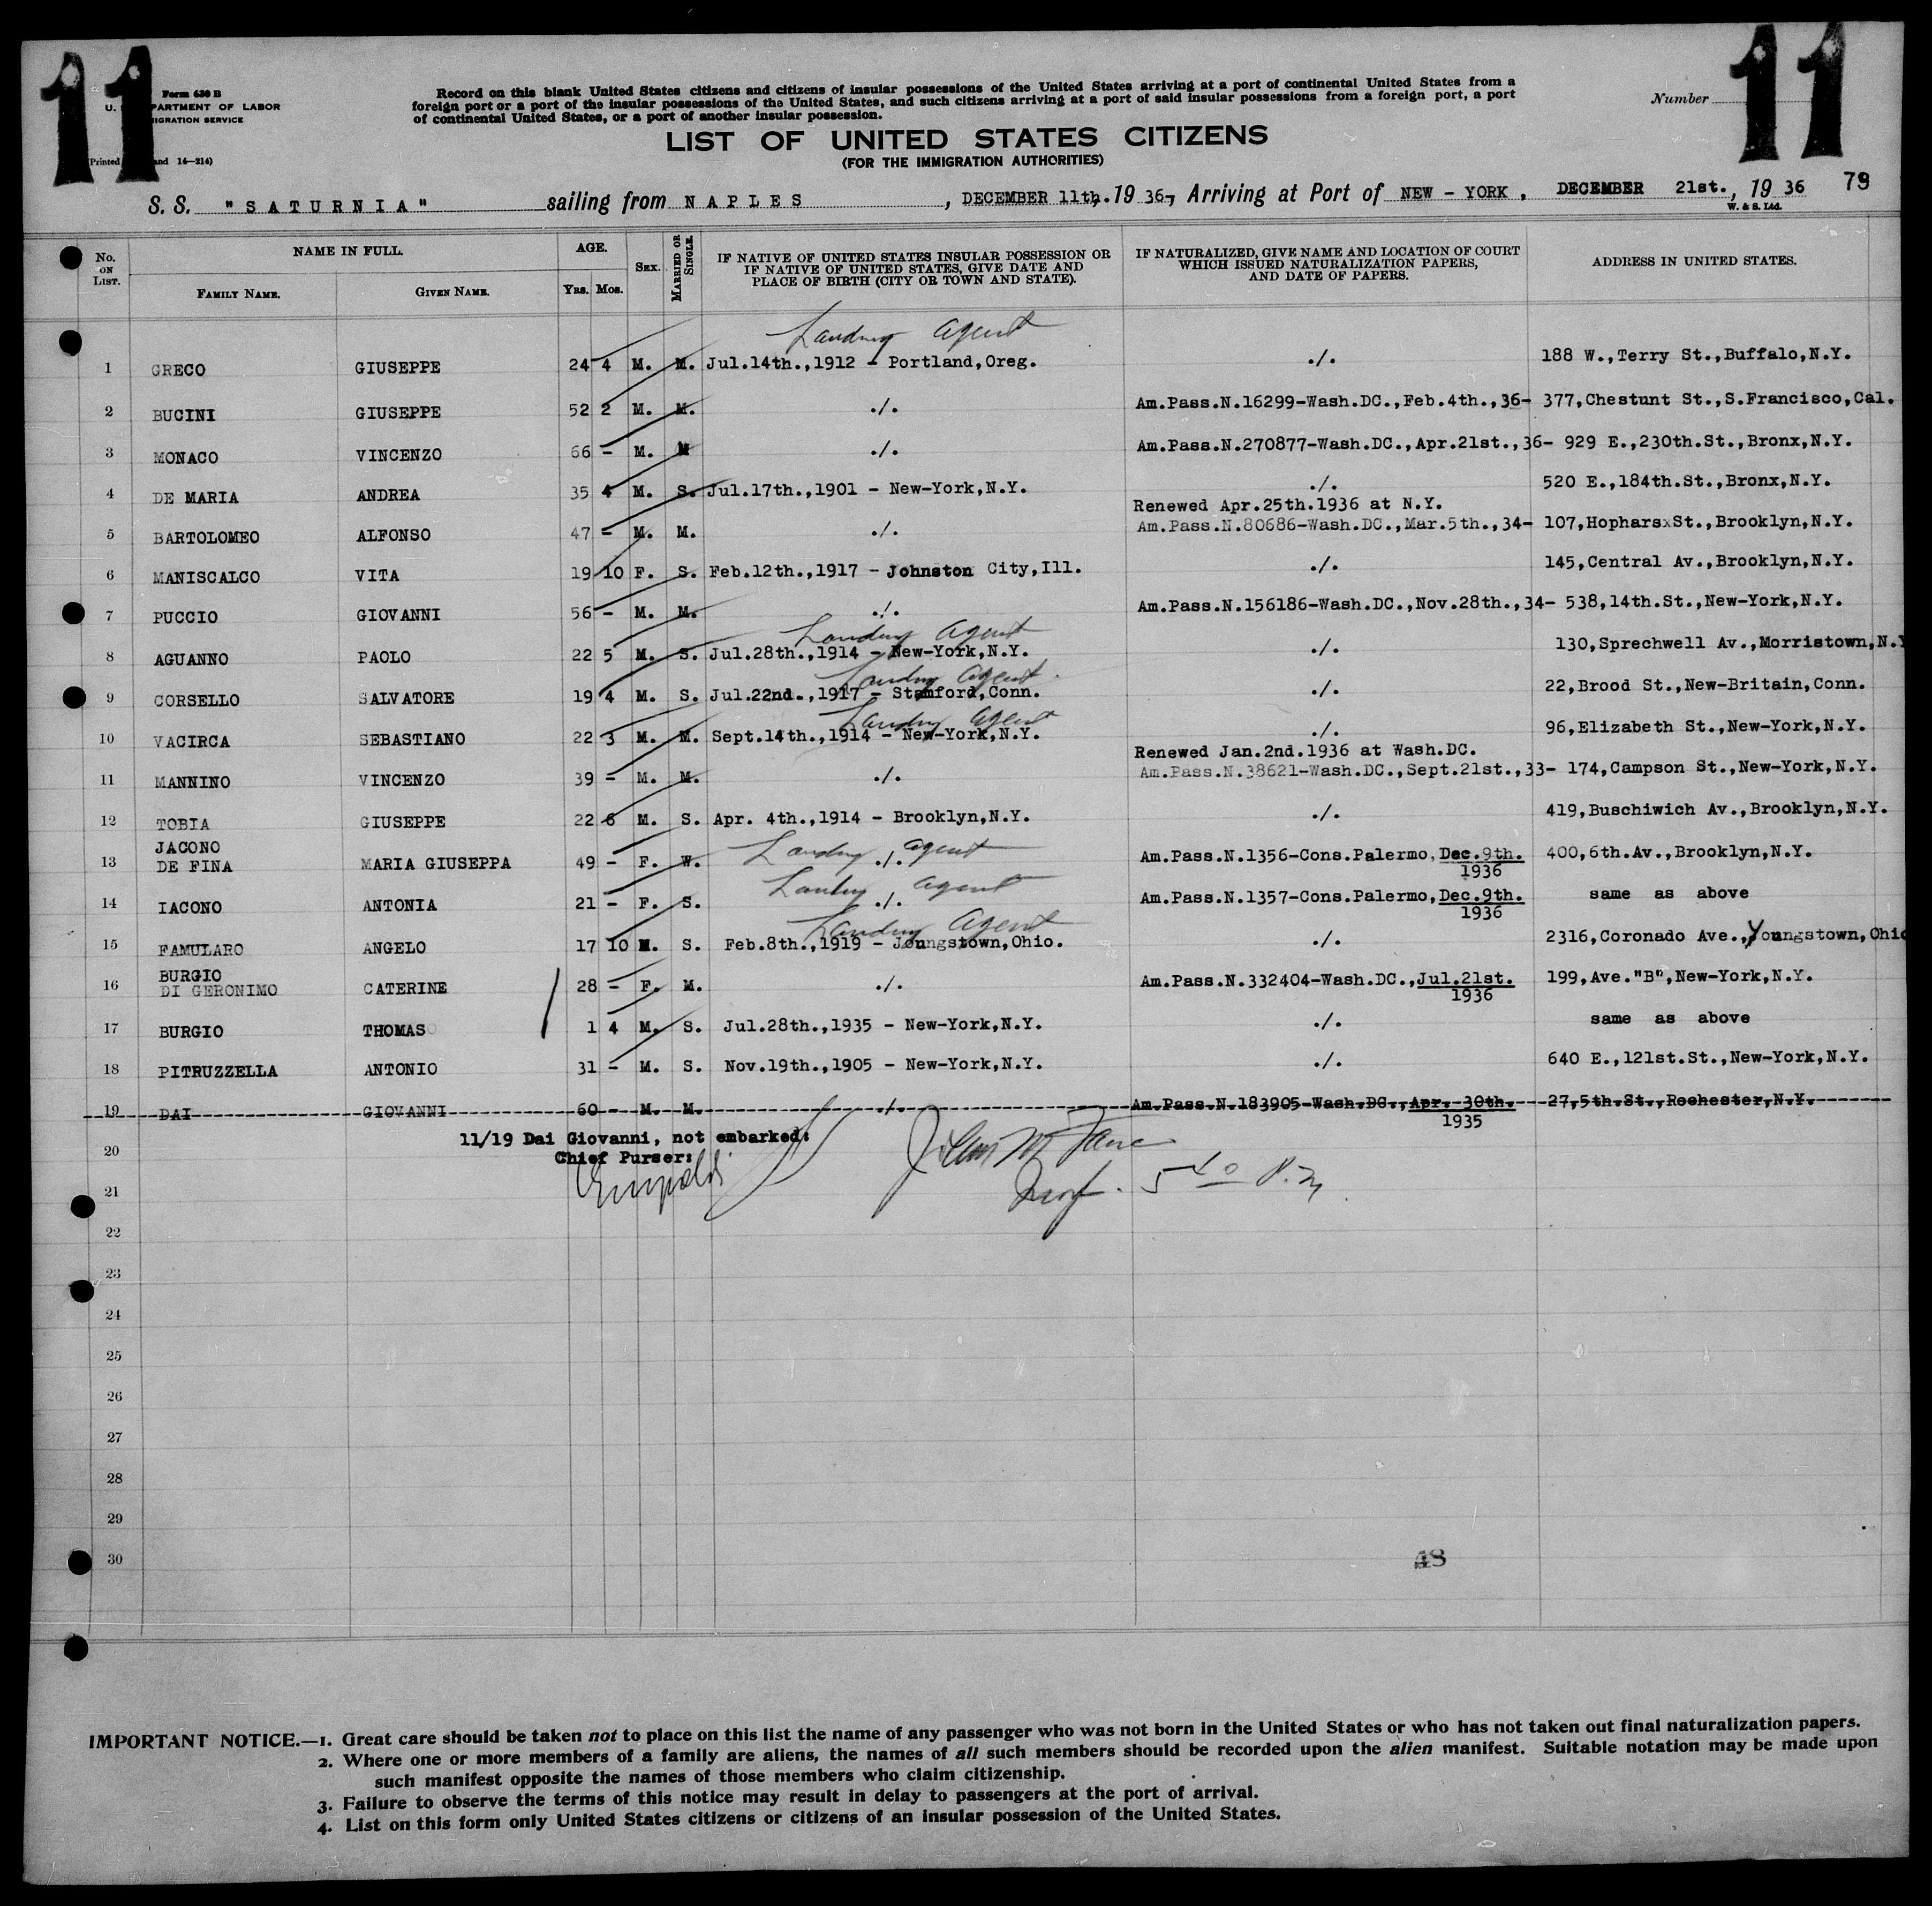 11 11
Form 630 B
U. PARTMENT OF LABOR
IGRATION SERVICE
(Printed and 14—214)
Record on this blank United States citizens and citizens of insular possessions of the United States arriving at a port of continental United States from a
foreign port or a port of the insular possessions of the United States, and such citizens arriving at a port of said insular possessions from a foreign port, a port
of continental United States, or a port of another insular possession.
Number
LIST OF UNITED STATES CITIZENS
(FOR THE IMMIGRATION AUTHORITIES)
S. S. "SATURNIA" sailing from NAPLES, DECEMBER 11th,.19 36-, Arriving at Port of NEW - YORK, DECEMBER 21st., 19 36 79
W. & S. Ltd.
No. ON LIST. NAME IN FULL. FAMILY NAME. GIVEN NAME. AGE. YRS. MOS. SEX. MARRIED OR SINGLE. IF NATIVE OF UNITED STATES INSULAR POSSESSION OR IF NATIVE OF UNITED STATES, GIVE DATE AND PLACE OF BIRTH (CITY OR TOWN AND STATE). IF NATURALIZED, GIVE NAME AND LOCATION OF COURT WHICH ISSUED NATURALIZATION PAPERS, AND DATE OF PAPERS. ADDRESS IN UNITED STATES.
Landing Agent
1 GRECO GIUSEPPE 24 4 M. M. Jul.14th.,1912 - Portland,Oreg. ./. 188 W.,Terry St.,Buffalo,N.Y.
2 BUCINI GIUSEPPE 52 2 M. M. ./. Am.Pass.N.16299-Wash.DC.,Feb.4th.,36- 377,Chestunt St.,S.Francisco,Cal.
3 MONACO VINCENZO 66 - M. M ./. Am.Pass.N.270877-Wash.DC.,Apr.21st.,36- 929 E.,230th.St.,Bronx,N.Y.
4 DE MARIA ANDREA 35 4 M. S. Jul.17th.,1901 - New-York,N.Y. ./. 520 E.,184th.St.,Bronx,N.Y.
Renewed Apr.25th.1936 at N.Y.
5 BARTOLOMEO ALFONSO 47 - M. M. ./. Am.Pass.N.80686-Wash.DC.,Mar.5th.,34- 107,HopharsxSt.,Brooklyn,N.Y.
6 MANISCALCO VITA 19 10 F. S. Feb.12th.,1917 - Johnston City,Ill. ./. 145,Central Av.,Brooklyn,N.Y.
7 PUCCIO GIOVANNI 56 - M. M. ./. Am.Pass.N.156186-Wash.DC.,Nov.28th.,34- 538,14th.St.,New-York,N.Y.
Landing Agent
8 AGUANNO PAOLO 22 5 M. S. Jul.28th.,1914 - New-York,N.Y. ./. 130,Sprechwell Av.,Morristown,N.Y
Landing Agent
9 CORSELLO SALVATORE 19 4 M. S. Jul.22nd.,1917 - Stamford,Conn. ./. 22,Brood St.,New-Britain,Conn.
Landing Agent
10 VACIRCA SEBASTIANO 22 3 M. M. Sept.14th.,1914 - New-York,N.Y. ./. 96,Elizabeth St.,New-York,N.Y.
Renewed Jan.2nd.1936 at Wash.DC.
11 MANNINO VINCENZO 39 - M. M. ./. Am.Pass.N.38621-Wash.DC.,Sept.21st.,33- 174,Campson St.,New-York,N.Y.
12 TOBIA GIUSEPPE 22 6 M. S. Apr. 4th.,1914 - Brooklyn,N.Y. ./. 419,Buschiwich Av.,Brooklyn,N.Y.
JACONO Landing Agent
13 DE FINA MARIA GIUSEPPA 49 - F. W. ./. Am.Pass.N.1356-Cons.Palermo,Dec.9th. 400,6th.Av.,Brooklyn,N.Y.
1936
Landing Agent
14 IACONO ANTONIA 21 - F. S. ./. Am.Pass.N.1357-Cons.Palermo,Dec.9th. same as above
1936
Landing Agent
15 FAMULARO ANGELO 17 10 M. S. Feb.8th.,1919 - Joungstown,Ohio. ./. 2316,Coronado Ave.,Youngstown,Ohio
BURGIO
16 DI GERONIMO CATERINE 28 - F. M. ./. Am.Pass.N.332404-Wash.DC.,Jul.21st. 199,Ave."B",New-York,N.Y.
1936
17 BURGIO THOMAS 1 4 M. S. Jul.28th.,1935 - New-York,N.Y. ./. same as above
18 PITRUZZELLA ANTONIO 31 - M. S. Nov.19th.,1905 - New-York,N.Y. ./. 640 E.,121st.St.,New-York,N.Y.
19 DAI GIOVANNI 60 - M. M. ./. Am.Pass.N.183905-Wash.DC.,Apr. 30th. 27,5th.St.,Rochester,N.Y.
1935
11/19 Dai Giovanni, not embarked:
20 Chief Purser:
21
22
23
24
25
26
27
28
29
30
48
IMPORTANT NOTICE.—1. Great care should be taken not to place on this list the name of any passenger who was not born in the United States or who has not taken out final naturalization papers.
2. Where one or more members of a family are aliens, the names of all such members should be recorded upon the alien manifest. Suitable notation may be made upon
such manifest opposite the names of those members who claim citizenship.
3. Failure to observe the terms of this notice may result in delay to passengers at the port of arrival.
4. List on this form only United States citizens or citizens of an insular possession of the United States.